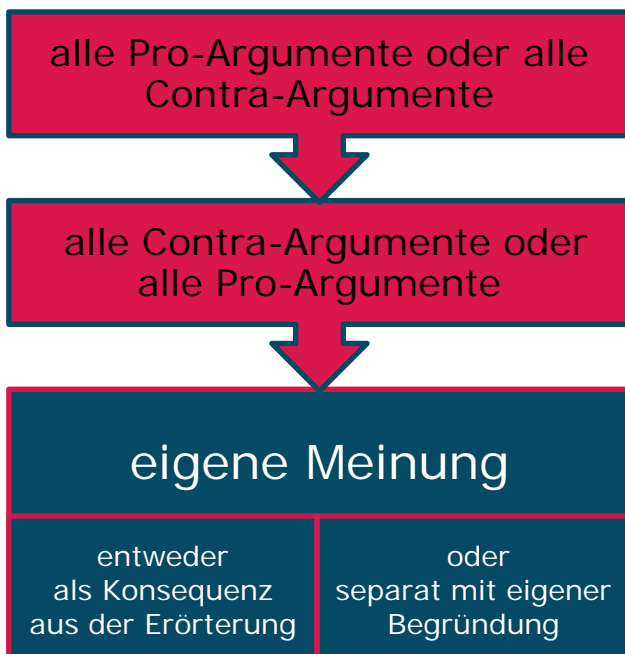 alle Pro-Argumente oder alle
Contra-Argumente
alle Contra-Argumente oder
alle Pro-Argumente
eigene Meinung
entweder
als Konsequenz
aus der Erörterung
oder
separat mit eigener
Begründung